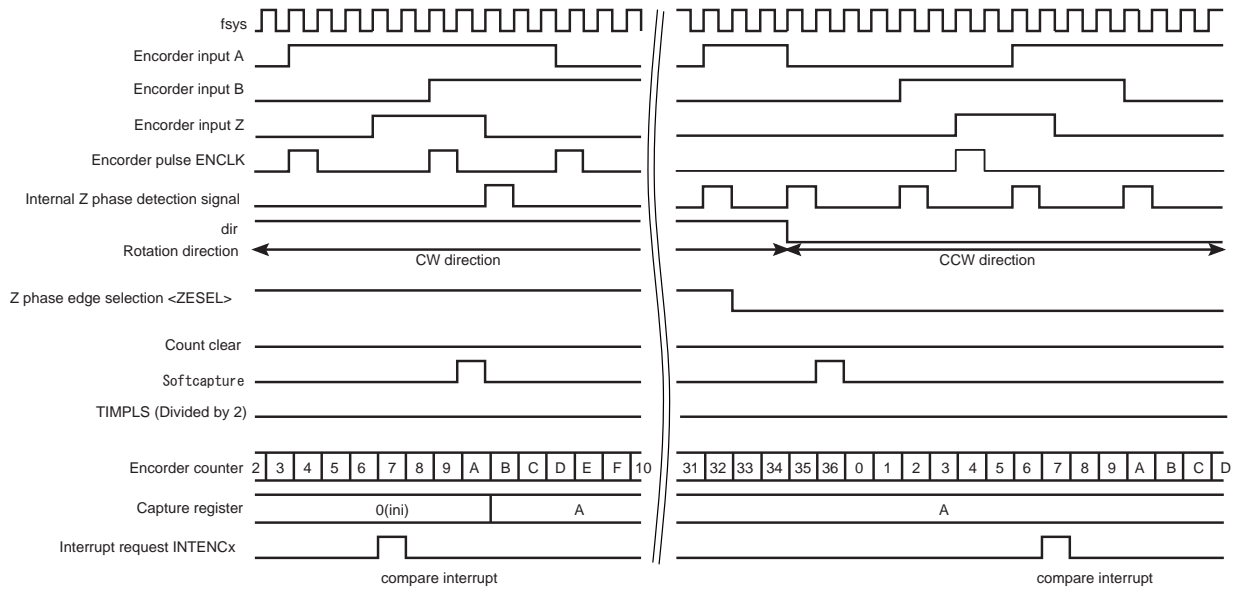 fsys
Encorder input A
Encorder input B
Encorder input Z
Encorder pulse ENCLK
Internal Z phase detection signal
dir
Rotation direction
CW direction
CCW direction
Z phase edge selection <ZESEL>
Count clear
Softcapture
TIMPLS (Divided by 2)
Encorder counter 2 3 4 5 6 7 8 9 A B C D E F 10 31 32 33 34 35 36 0 1 2 3 4 5 6 7 8 9 A B C D
Capture register 0(ini) A A
Interrupt request INTENCx
compare interrupt compare interrupt